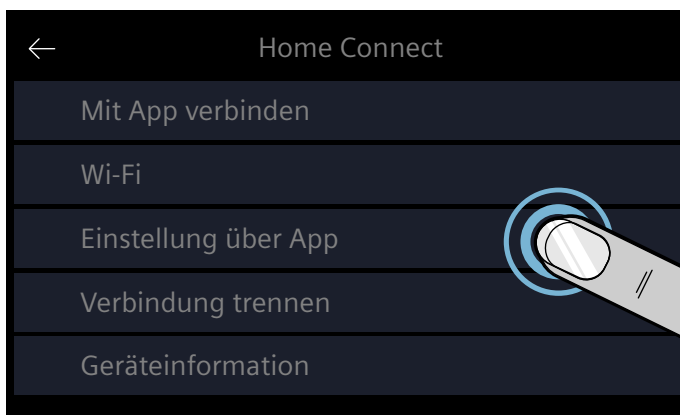 Home Connect
Mit App verbinden
Wi-Fi
Einstellung über App
Verbindung trennen
Geräteinformation